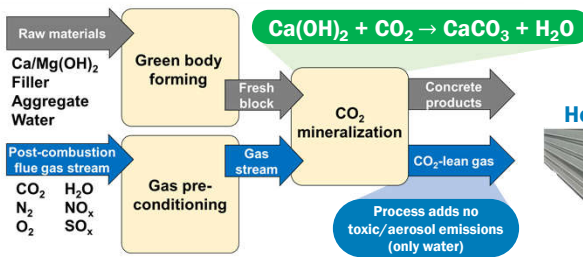 Ca(OH)₂ + CO₂ → CaCO₃ + H₂O
Raw materials
Ca/Mg(OH)₂
Filler
Aggregate
Water
Green body
forming
Fresh
block
CO₂
mineralization
Concrete
products
Post-combustion
flue gas stream
CO₂ H₂O
N₂ NOₓ
O₂ SOₓ
Gas pre-
conditioning
Gas
stream
CO₂-lean gas
Process adds no
toxic/aerosol emissions
(only water)